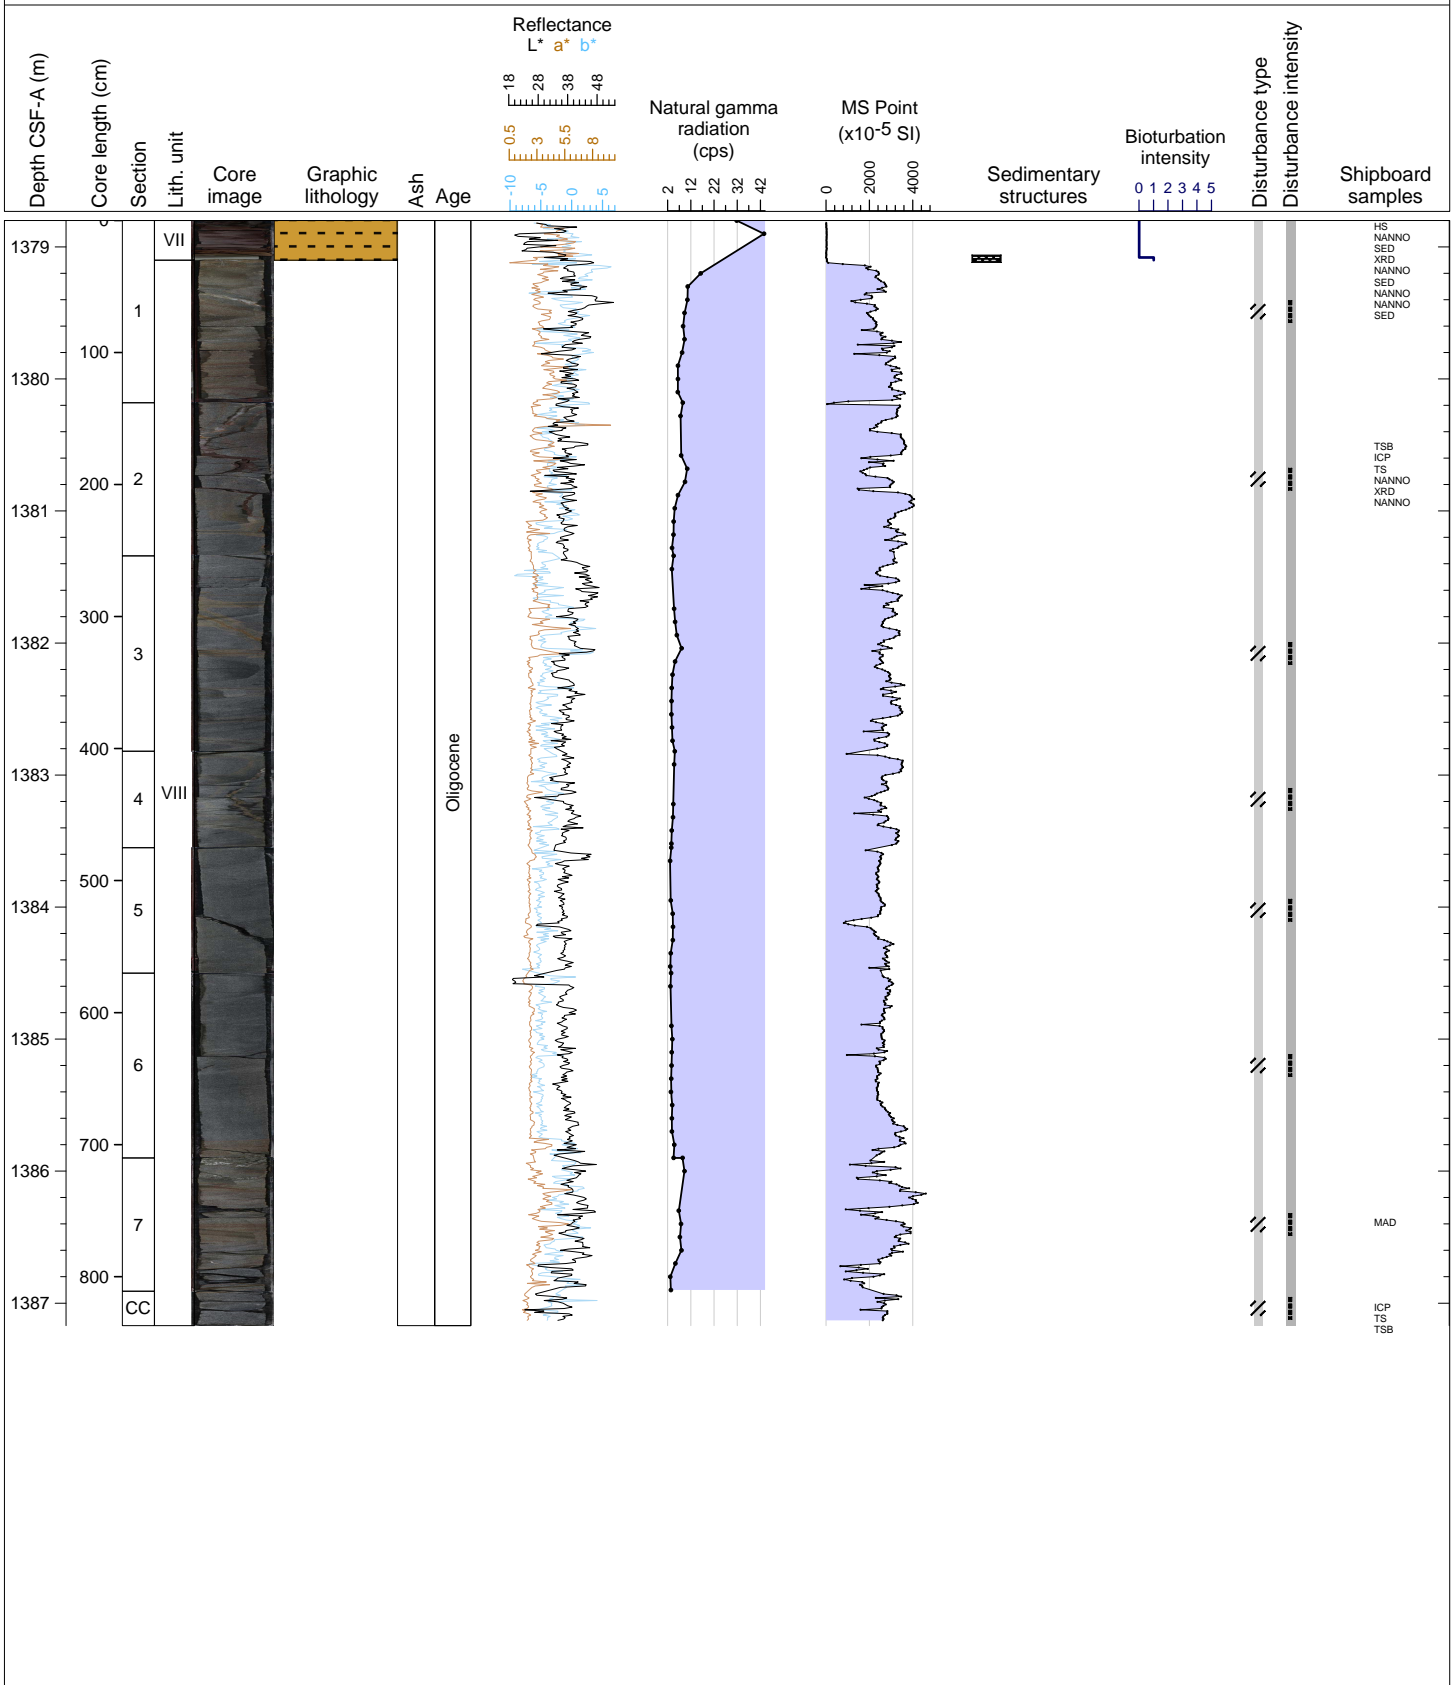 Reflectance
L* a* b*
18 28 38 48
0.5 3 5.5 8
-10 -5 0 5
Depth CSF-A (m)
Core length (cm)
Section
Lith. unit
Core
image
Graphic
lithology
Ash
Age
Natural gamma
radiation
(cps)
2 12 22 32 42
MS Point
(x10-5 SI)
0 2000 4000
Sedimentary
structures
Bioturbation
intensity
0 1 2 3 4 5
Disturbance type
Disturbance intensity
Shipboard
samples
0
1379
100
1380
200
1381
300
1382
400
1383
500
1384
600
1385
700
1386
800
1387
1
2
3
4
5
6
7
CC
VII
VIII
Oligocene
HS
NANNO
SED
XRD
NANNO
SED
NANNO
NANNO
SED
TSB
ICP
TS
NANNO
XRD
NANNO
MAD
ICP
TS
TSB